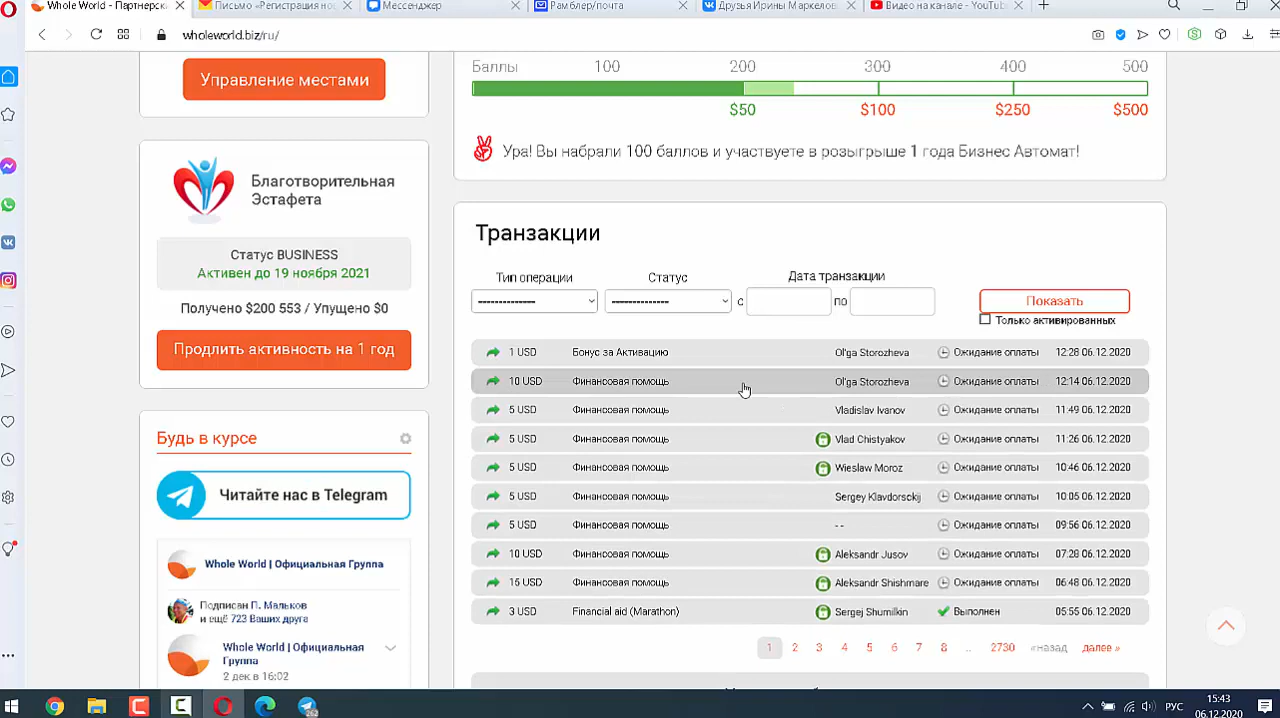 Whole World - Партнерски
Письмо «Регистрация нов
Мессенджер
Рамблер/почта
Друзья Ирины Маркелов
Видео на канале - YouTub
wholeworld.biz/ru/
Управление местами
Баллы 100 200 300 400 500
$50 $100 $250 $500
Ура! Вы набрали 100 баллов и участвуете в розыгрыше 1 года Бизнес Автомат!
Благотворительная
Эстафета
Статус BUSINESS
Активен до 19 ноября 2021
Получено $200 553 / Упущено $0
Продлить активность на 1 год
Транзакции
Тип операции Статус Дата транзакции
-------------- -------------- с по Показать
Только активированных
1 USD Бонус за Активацию Ol'ga Storozheva Ожидание оплаты 12:28 06.12.2020
10 USD Финансовая помощь Ol'ga Storozheva Ожидание оплаты 12:14 06.12.2020
5 USD Финансовая помощь Vladislav Ivanov Ожидание оплаты 11:49 06.12.2020
5 USD Финансовая помощь Vlad Chistyakov Ожидание оплаты 11:26 06.12.2020
5 USD Финансовая помощь Wieslaw Moroz Ожидание оплаты 10:46 06.12.2020
5 USD Финансовая помощь Sergey Klavdorsckij Ожидание оплаты 10:05 06.12.2020
5 USD Финансовая помощь -- Ожидание оплаты 09:56 06.12.2020
10 USD Финансовая помощь Aleksandr Jusov Ожидание оплаты 07:28 06.12.2020
15 USD Финансовая помощь Aleksandr Shishmare Ожидание оплаты 06:48 06.12.2020
3 USD Financial aid (Marathon) Sergej Shumilkin Выполнен 05:55 06.12.2020
1 2 3 4 5 6 7 8 .. 2730 «назад далее »
Будь в курсе
Читайте нас в Telegram
Whole World | Официальная Группа
Подписан П. Мальков
и ещё 723 Ваших друга
Whole World | Официальная
Группа
2 дек в 16:02
РУС
15:43
06.12.2020